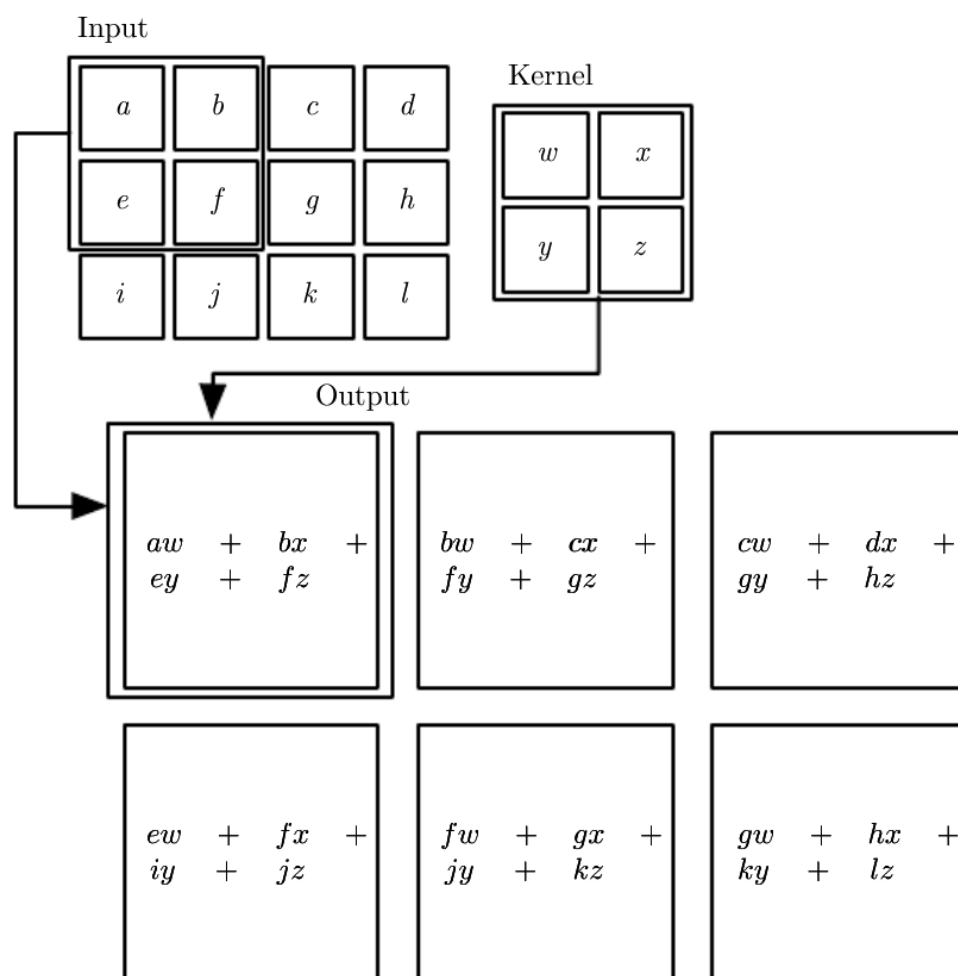 Input
Kernel
a b c d
w x
e f g h
y z
i j k l
Output
aw + bx +
ey + fz
bw + cx +
fy + gz
cw + dx +
gy + hz
ew + fx +
iy + jz
fw + gx +
jy + kz
gw + hx +
ky + lz